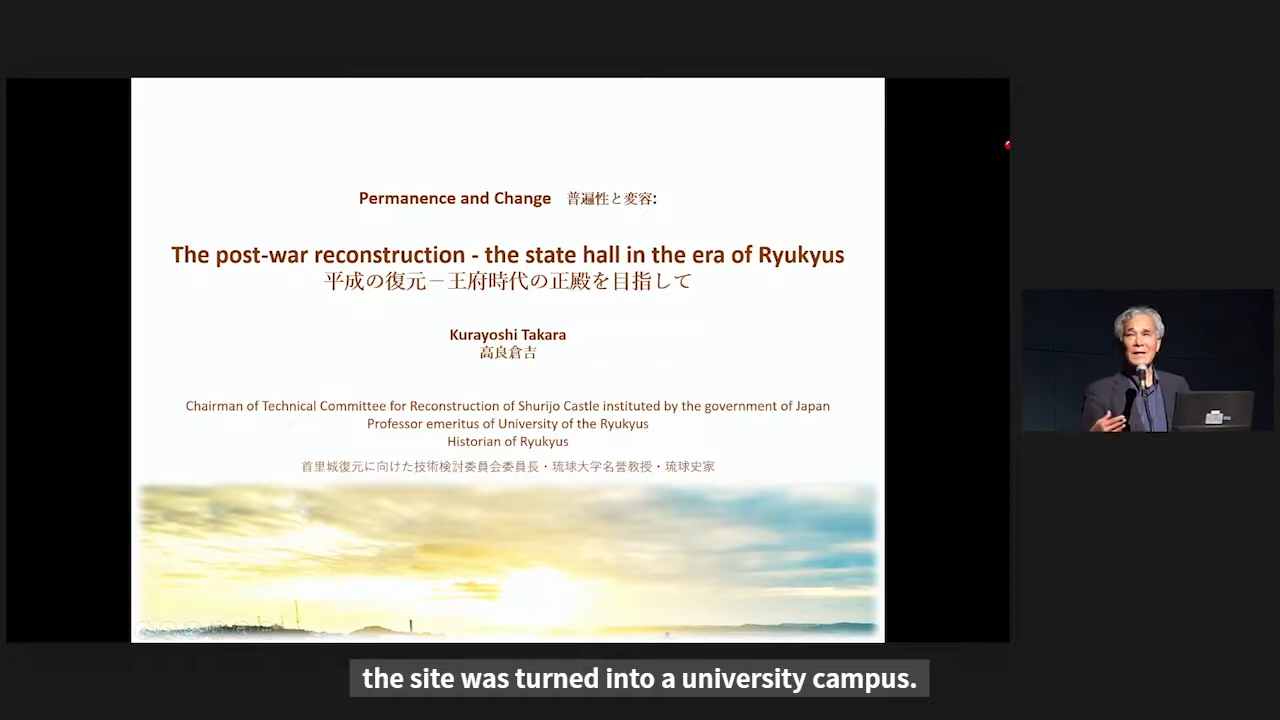 Permanence and Change 普遍性と変容:
The post-war reconstruction - the state hall in the era of Ryukyus
平成の復元－王府時代の正殿を目指して
Kurayoshi Takara
高良倉吉
Chairman of Technical Committee for Reconstruction of Shurijo Castle instituted by the government of Japan
Professor emeritus of University of the Ryukyus
Historian of Ryukyus
首里城復元に向けた技術検討委員会委員長・琉球大学名誉教授・琉球史家
the site was turned into a university campus.